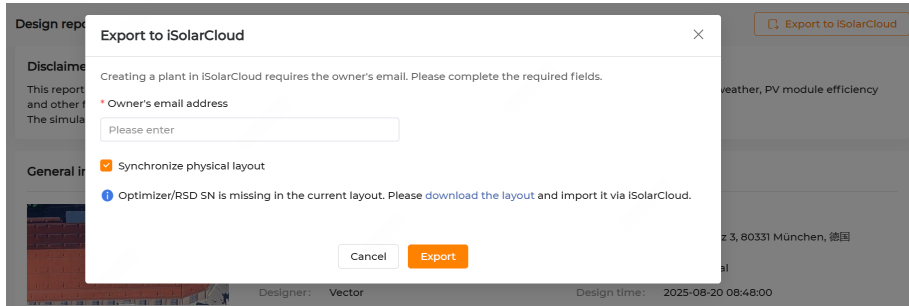 Design repo
Export to iSolarCloud
Export to iSolarCloud
Disclaime
Creating a plant in iSolarCloud requires the owner's email. Please complete the required fields.
This report
weather, PV module efficiency
* Owner's email address
and other f
The simula
Please enter
Synchronize physical layout
General in
Optimizer/RSD SN is missing in the current layout. Please download the layout and import it via iSolarCloud.
z 3, 80331 München, 德国
Cancel
Export
al
Designer: Vector
Design time: 2025-08-20 08:48:00